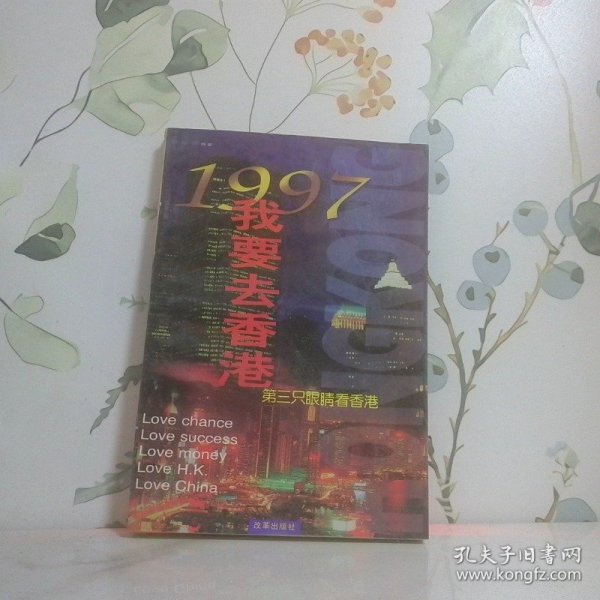 1997
我要去香港
第三只眼睛看香港
HONGKONG
Love chance
Love success
Love money
Love H.K.
Love China
改革出版社
孔夫子旧书网
www.kongfz.com